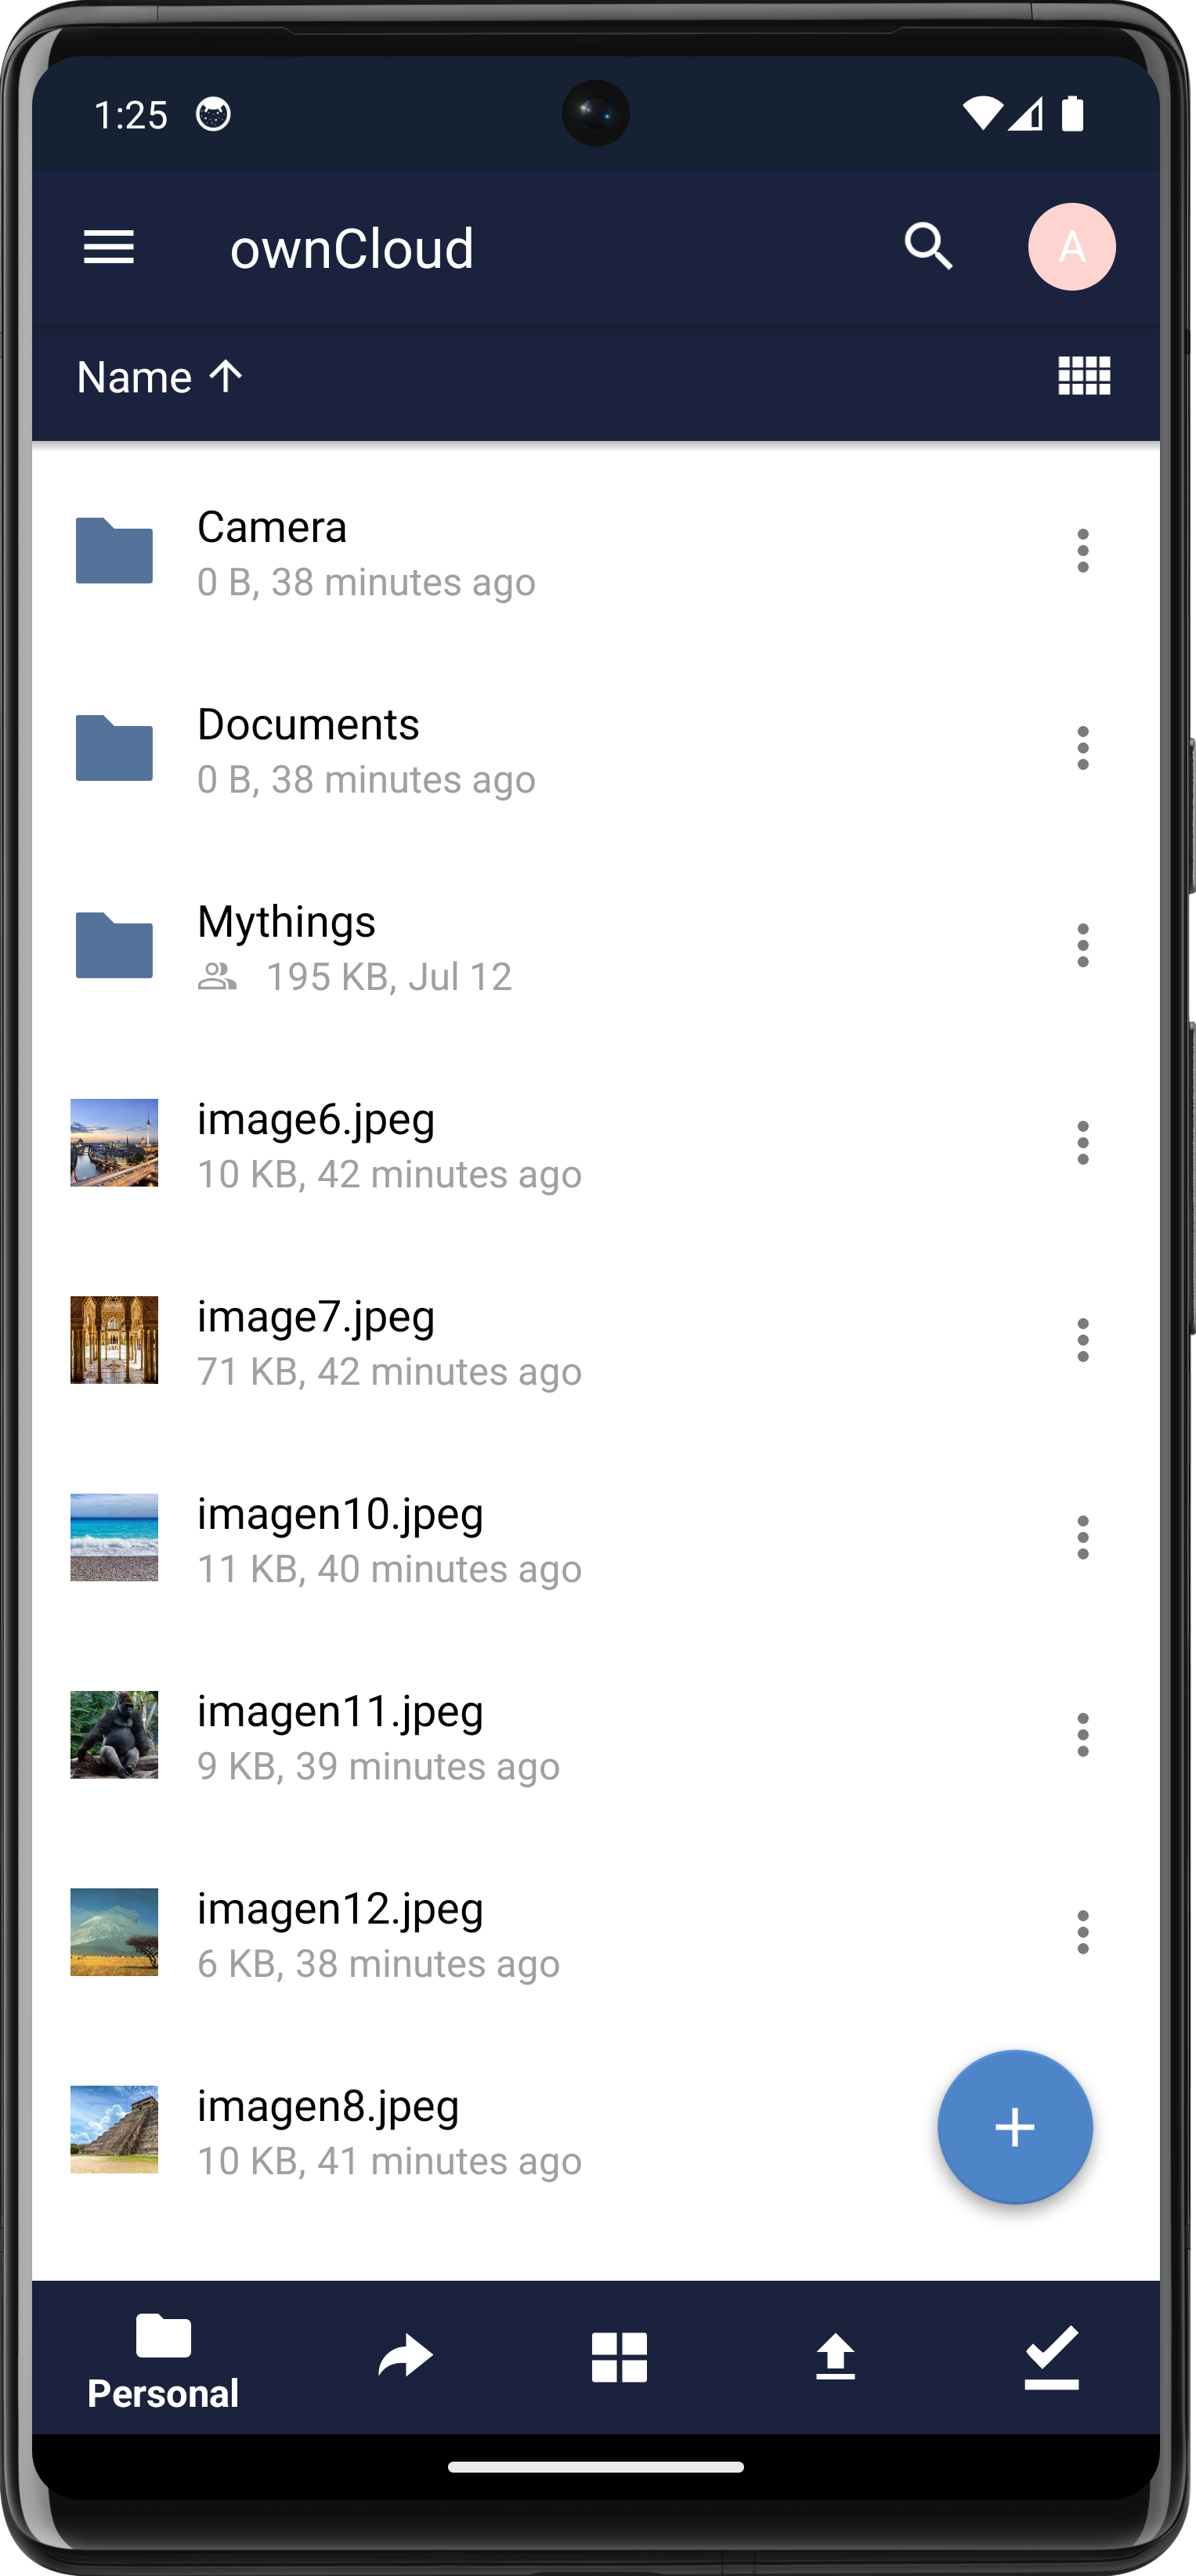 1:25
ownCloud
A
Name
Camera
0 B, 38 minutes ago
Documents
0 B, 38 minutes ago
Mythings
195 KB, Jul 12
image6.jpeg
10 KB, 42 minutes ago
image7.jpeg
71 KB, 42 minutes ago
imagen10.jpeg
11 KB, 40 minutes ago
imagen11.jpeg
9 KB, 39 minutes ago
imagen12.jpeg
6 KB, 38 minutes ago
imagen8.jpeg
10 KB, 41 minutes ago
Personal